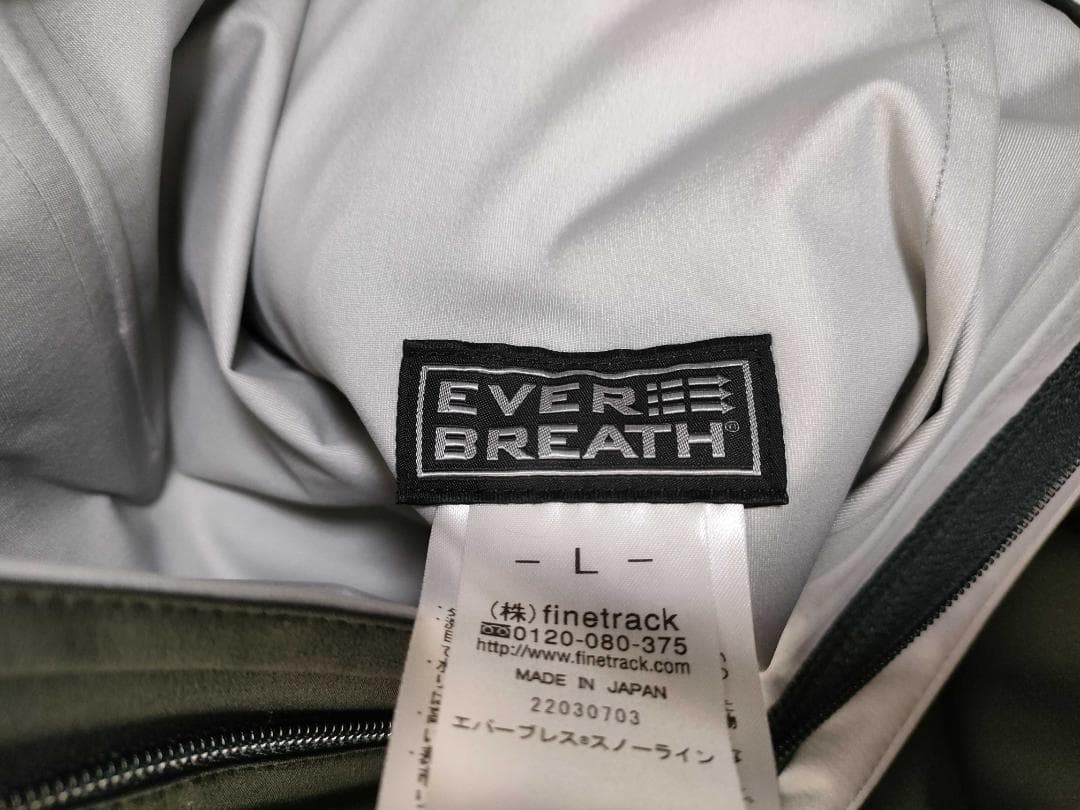 EVER
BREATH®
- L -
(株)finetrack
0120-080-375
http://www.finetrack.com
MADE IN JAPAN
22030703
エバーブレス®スノーライン